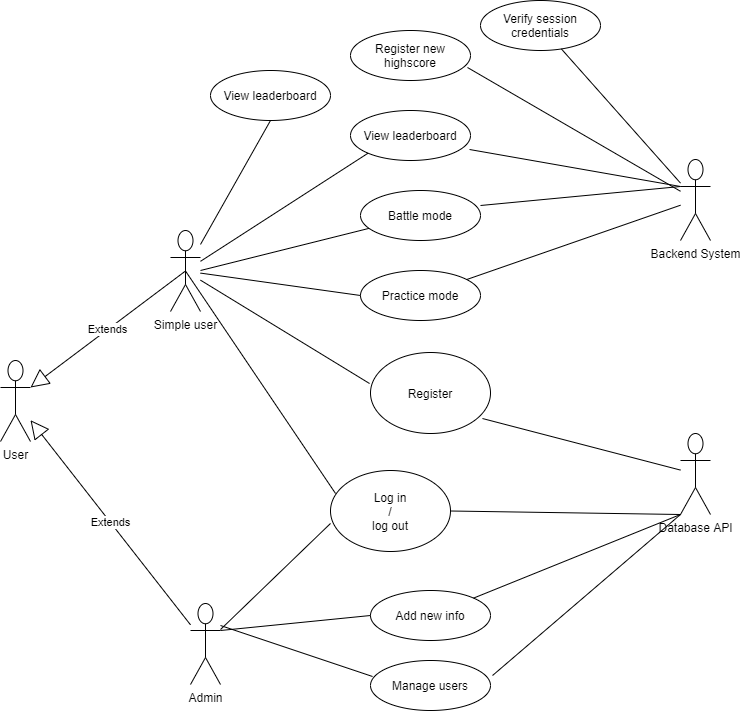 Verify session
credentials
Register new
highscore
View leaderboard
View leaderboard
Battle mode
Backend System
Practice mode
Simple user
Extends
Register
User
Log in
/
log out
Database API
Extends
Add new info
Manage users
Admin